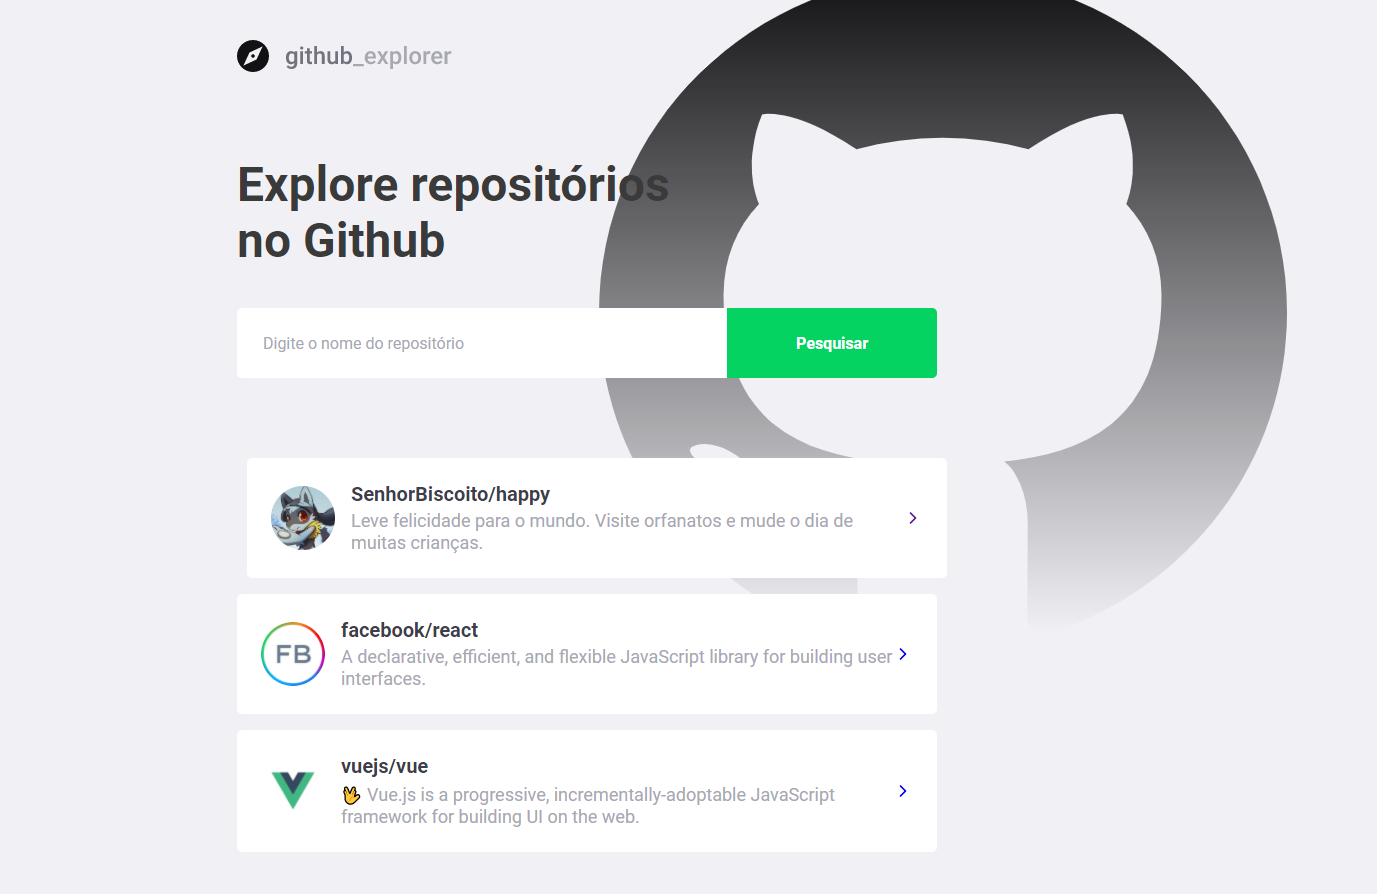 github_explorer
Explore repositórios
no Github
Digite o nome do repositório
Pesquisar
SenhorBiscoito/happy
Leve felicidade para o mundo. Visite orfanatos e mude o dia de
muitas crianças.
facebook/react
FB
A declarative, efficient, and flexible JavaScript library for building user
interfaces.
vuejs/vue
🖖 Vue.js is a progressive, incrementally-adoptable JavaScript
framework for building UI on the web.